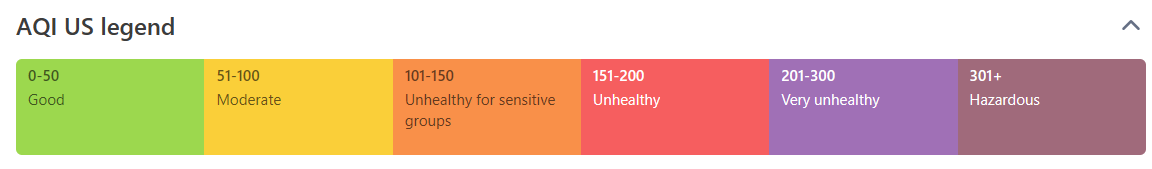 AQI US legend
0-50
Good
51-100
Moderate
101-150
Unhealthy for sensitive
groups
151-200
Unhealthy
201-300
Very unhealthy
301+
Hazardous